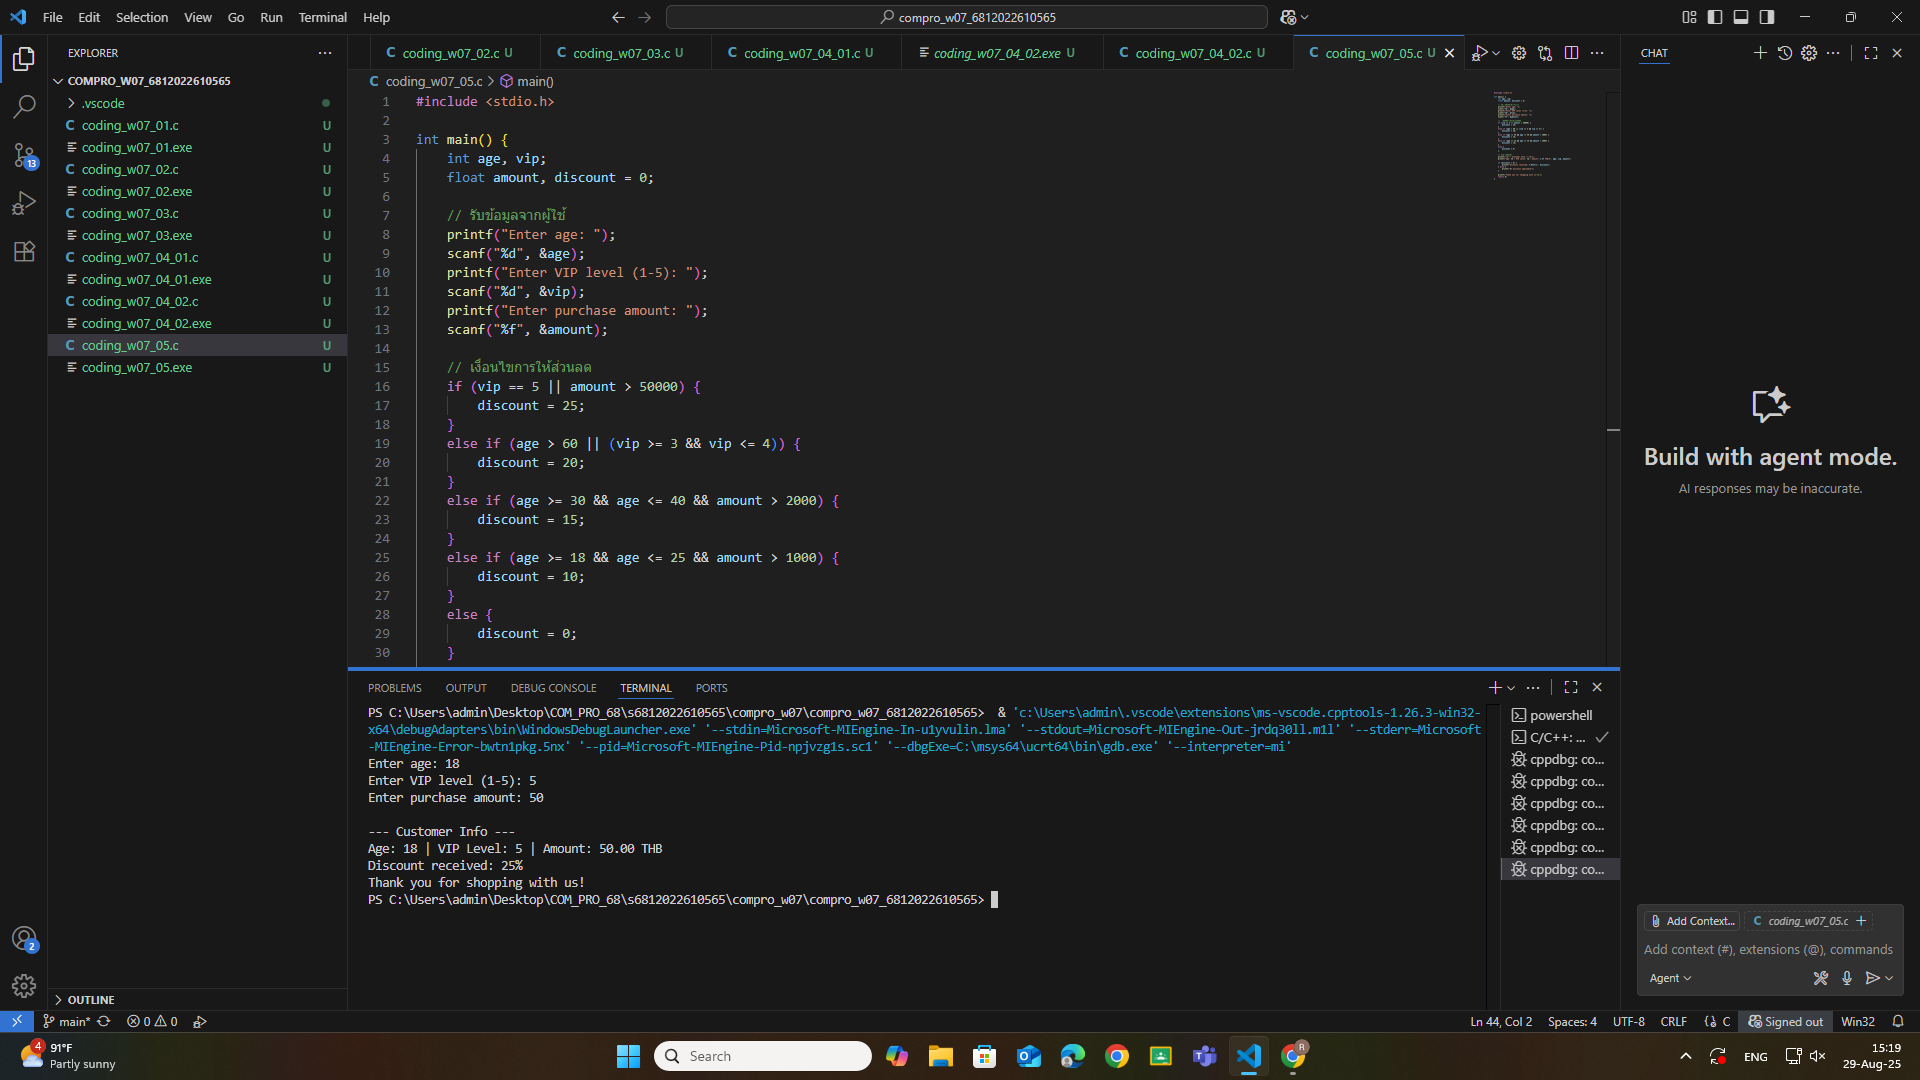 File Edit Selection View Go Run Terminal Help
compro_w07_6812022610565
EXPLORER
COMPRO_W07_6812022610565
.vscode
coding_w07_01.c U
coding_w07_01.exe U
coding_w07_02.c U
coding_w07_02.exe U
coding_w07_03.c U
coding_w07_03.exe U
coding_w07_04_01.c U
coding_w07_04_01.exe U
coding_w07_04_02.c U
coding_w07_04_02.exe U
coding_w07_05.c U
coding_w07_05.exe U
OUTLINE
13
2
C coding_w07_02.c U C coding_w07_03.c U C coding_w07_04_01.c U coding_w07_04_02.exe U C coding_w07_04_02.c U C coding_w07_05.c U
C coding_w07_05.c > main()
1 #include <stdio.h>
2
3 int main() {
4 int age, vip;
5 float amount, discount = 0;
6
7 // รับข้อมูลจากผู้ใช้
8 printf("Enter age: ");
9 scanf("%d", &age);
10 printf("Enter VIP level (1-5): ");
11 scanf("%d", &vip);
12 printf("Enter purchase amount: ");
13 scanf("%f", &amount);
14
15 // เงื่อนไขการให้ส่วนลด
16 if (vip == 5 || amount > 50000) {
17 discount = 25;
18 }
19 else if (age > 60 || (vip >= 3 && vip <= 4)) {
20 discount = 20;
21 }
22 else if (age >= 30 && age <= 40 && amount > 2000) {
23 discount = 15;
24 }
25 else if (age >= 18 && age <= 25 && amount > 1000) {
26 discount = 10;
27 }
28 else {
29 discount = 0;
30 }
PROBLEMS OUTPUT DEBUG CONSOLE TERMINAL PORTS
PS C:\Users\admin\Desktop\COM_PRO_68\s6812022610565\compro_w07\compro_w07_6812022610565> & 'c:\Users\admin\.vscode\extensions\ms-vscode.cpptools-1.26.3-win32-
x64\debugAdapters\bin\WindowsDebugLauncher.exe' '--stdin=Microsoft-MIEngine-In-u1yvulin.lma' '--stdout=Microsoft-MIEngine-Out-jrdq30ll.m1l' '--stderr=Microsoft
-MIEngine-Error-bwtn1pkg.5nx' '--pid=Microsoft-MIEngine-Pid-npjvzg1s.sc1' '--dbgExe=C:\msys64\ucrt64\bin\gdb.exe' '--interpreter=mi'
Enter age: 18
Enter VIP level (1-5): 5
Enter purchase amount: 50
--- Customer Info ---
Age: 18 | VIP Level: 5 | Amount: 50.00 THB
Discount received: 25%
Thank you for shopping with us!
PS C:\Users\admin\Desktop\COM_PRO_68\s6812022610565\compro_w07\compro_w07_6812022610565>
powershell
C/C++: ...
cppdbg: co...
cppdbg: co...
cppdbg: co...
cppdbg: co...
cppdbg: co...
cppdbg: co...
CHAT
Build with agent mode.
AI responses may be inaccurate.
Add Context... C coding_w07_05.c +
Add context (#), extensions (@), commands
Agent
main* 0 0 Ln 44, Col 2 Spaces: 4 UTF-8 CRLF {} C Signed out Win32
4
91°F
Partly sunny
Search
R
ENG
15:19
29-Aug-25